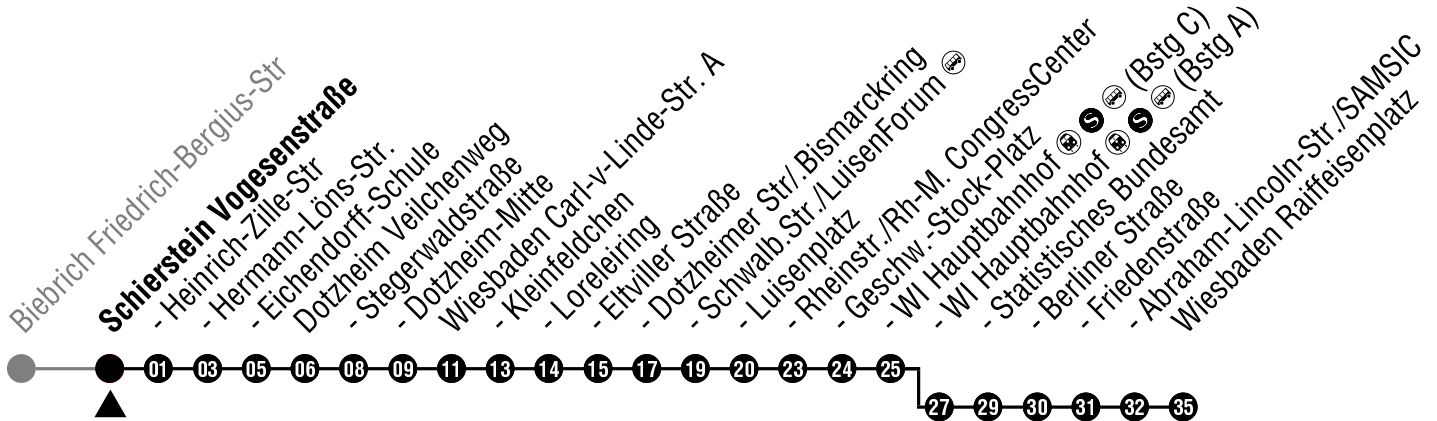 Biebrich Friedrich-Bergius-Str
Schierstein Vogesenstraße
- Heinrich-Zille-Str
- Hermann-Löns-Str.
- Eichendorff-Schule
Dotzheim Veilchenweg
- Stegerwaldstraße
- Dotzheim-Mitte
Wiesbaden Carl-v-Linde-Str. A
- Kleinfeldchen
- Loreleiring
- Eltviller Straße
- Dotzheimer Str/.Bismarckring
- Schwalb.Str./LuisenForum
- Luisenplatz
- Rheinstr./Rh-M. CongressCenter
- Geschw.-Stock-Platz
- WI Hauptbahnhof S (Bstg C)
- WI Hauptbahnhof S (Bstg A)
- Statistisches Bundesamt
- Berliner Straße
- Friedenstraße
- Abraham-Lincoln-Str./SAMSIC
Wiesbaden Raiffeisenplatz
01 03 05 06 08 09 11 13 14 15 17 19 20 23 24 25
27 29 30 31 32 35